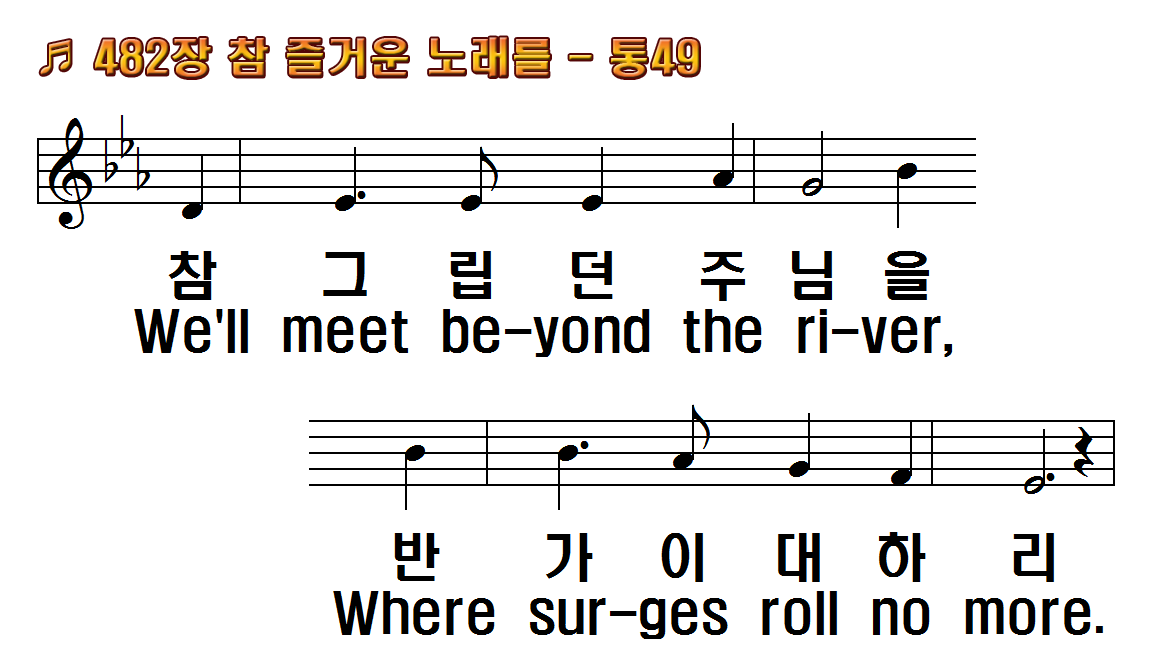 ♬ 482장 참 즐거운 노래를 - 통49
참 그 립 던 주 님 을
We'll meet be-yond the ri-ver,
반 가 이 대 하 리
Where sur-ges roll no more.